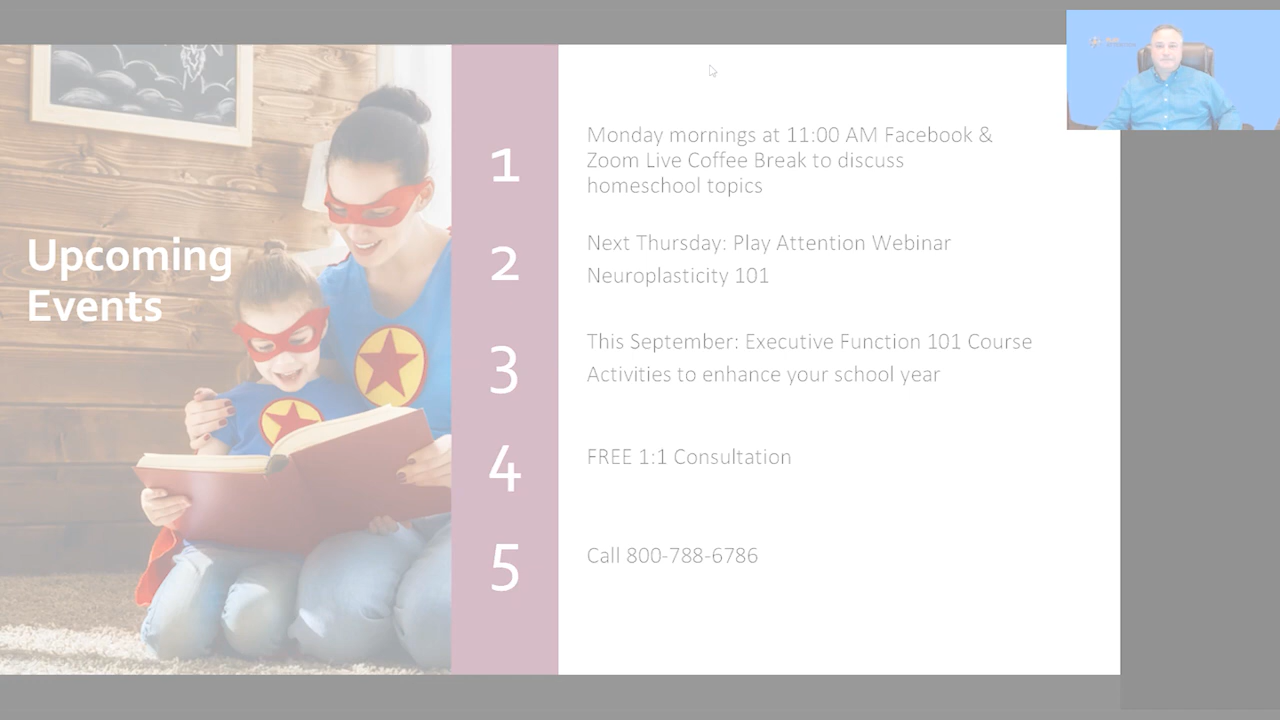 Upcoming
Events
1
Monday mornings at 11:00 AM Facebook &
Zoom Live Coffee Break to discuss
homeschool topics
2
Next Thursday: Play Attention Webinar
Neuroplasticity 101
3
This September: Executive Function 101 Course
Activities to enhance your school year
4
FREE 1:1 Consultation
5
Call 800-788-6786